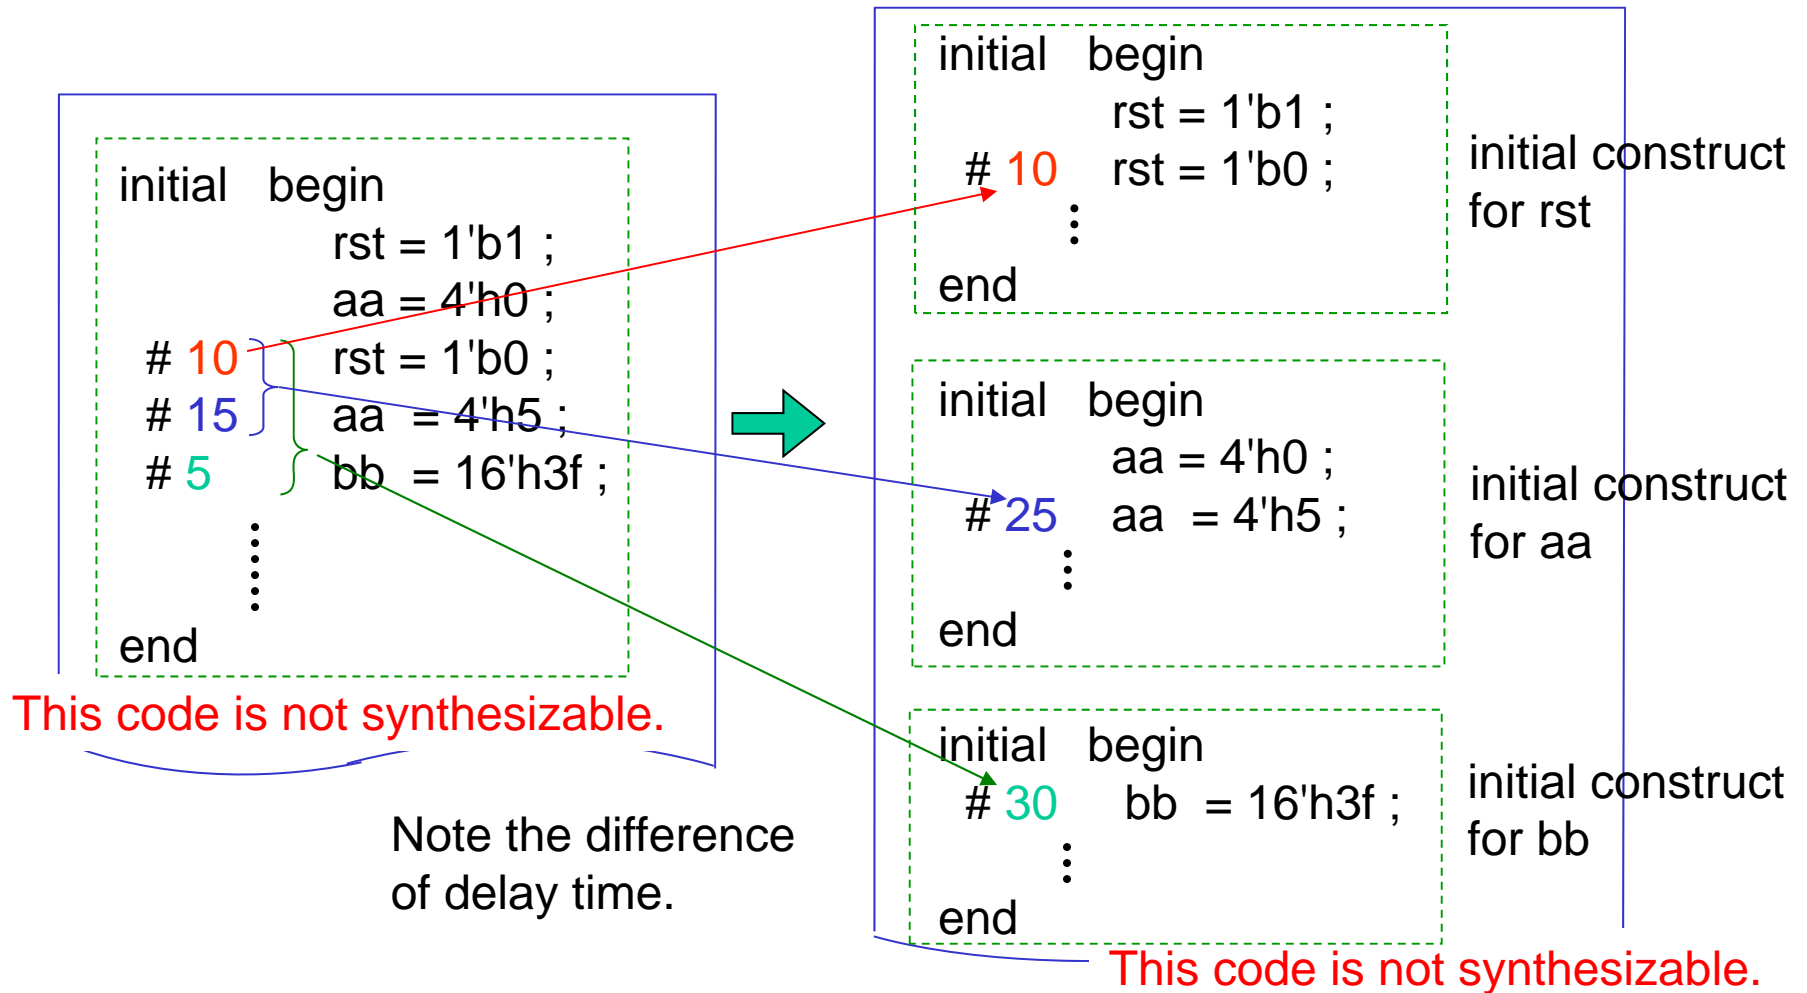 initial begin
rst = 1'b1 ;
aa = 4'h0 ;
# 10 rst = 1'b0 ;
# 15 aa = 4'h5 ;
# 5 bb = 16'h3f ;
end
This code is not synthesizable.
Note the difference
of delay time.
initial begin
rst = 1'b1 ;
# 10 rst = 1'b0 ;
end
initial construct
for rst
initial begin
aa = 4'h0 ;
# 25 aa = 4'h5 ;
end
initial construct
for aa
initial begin
# 30 bb = 16'h3f ;
end
initial construct
for bb
This code is not synthesizable.